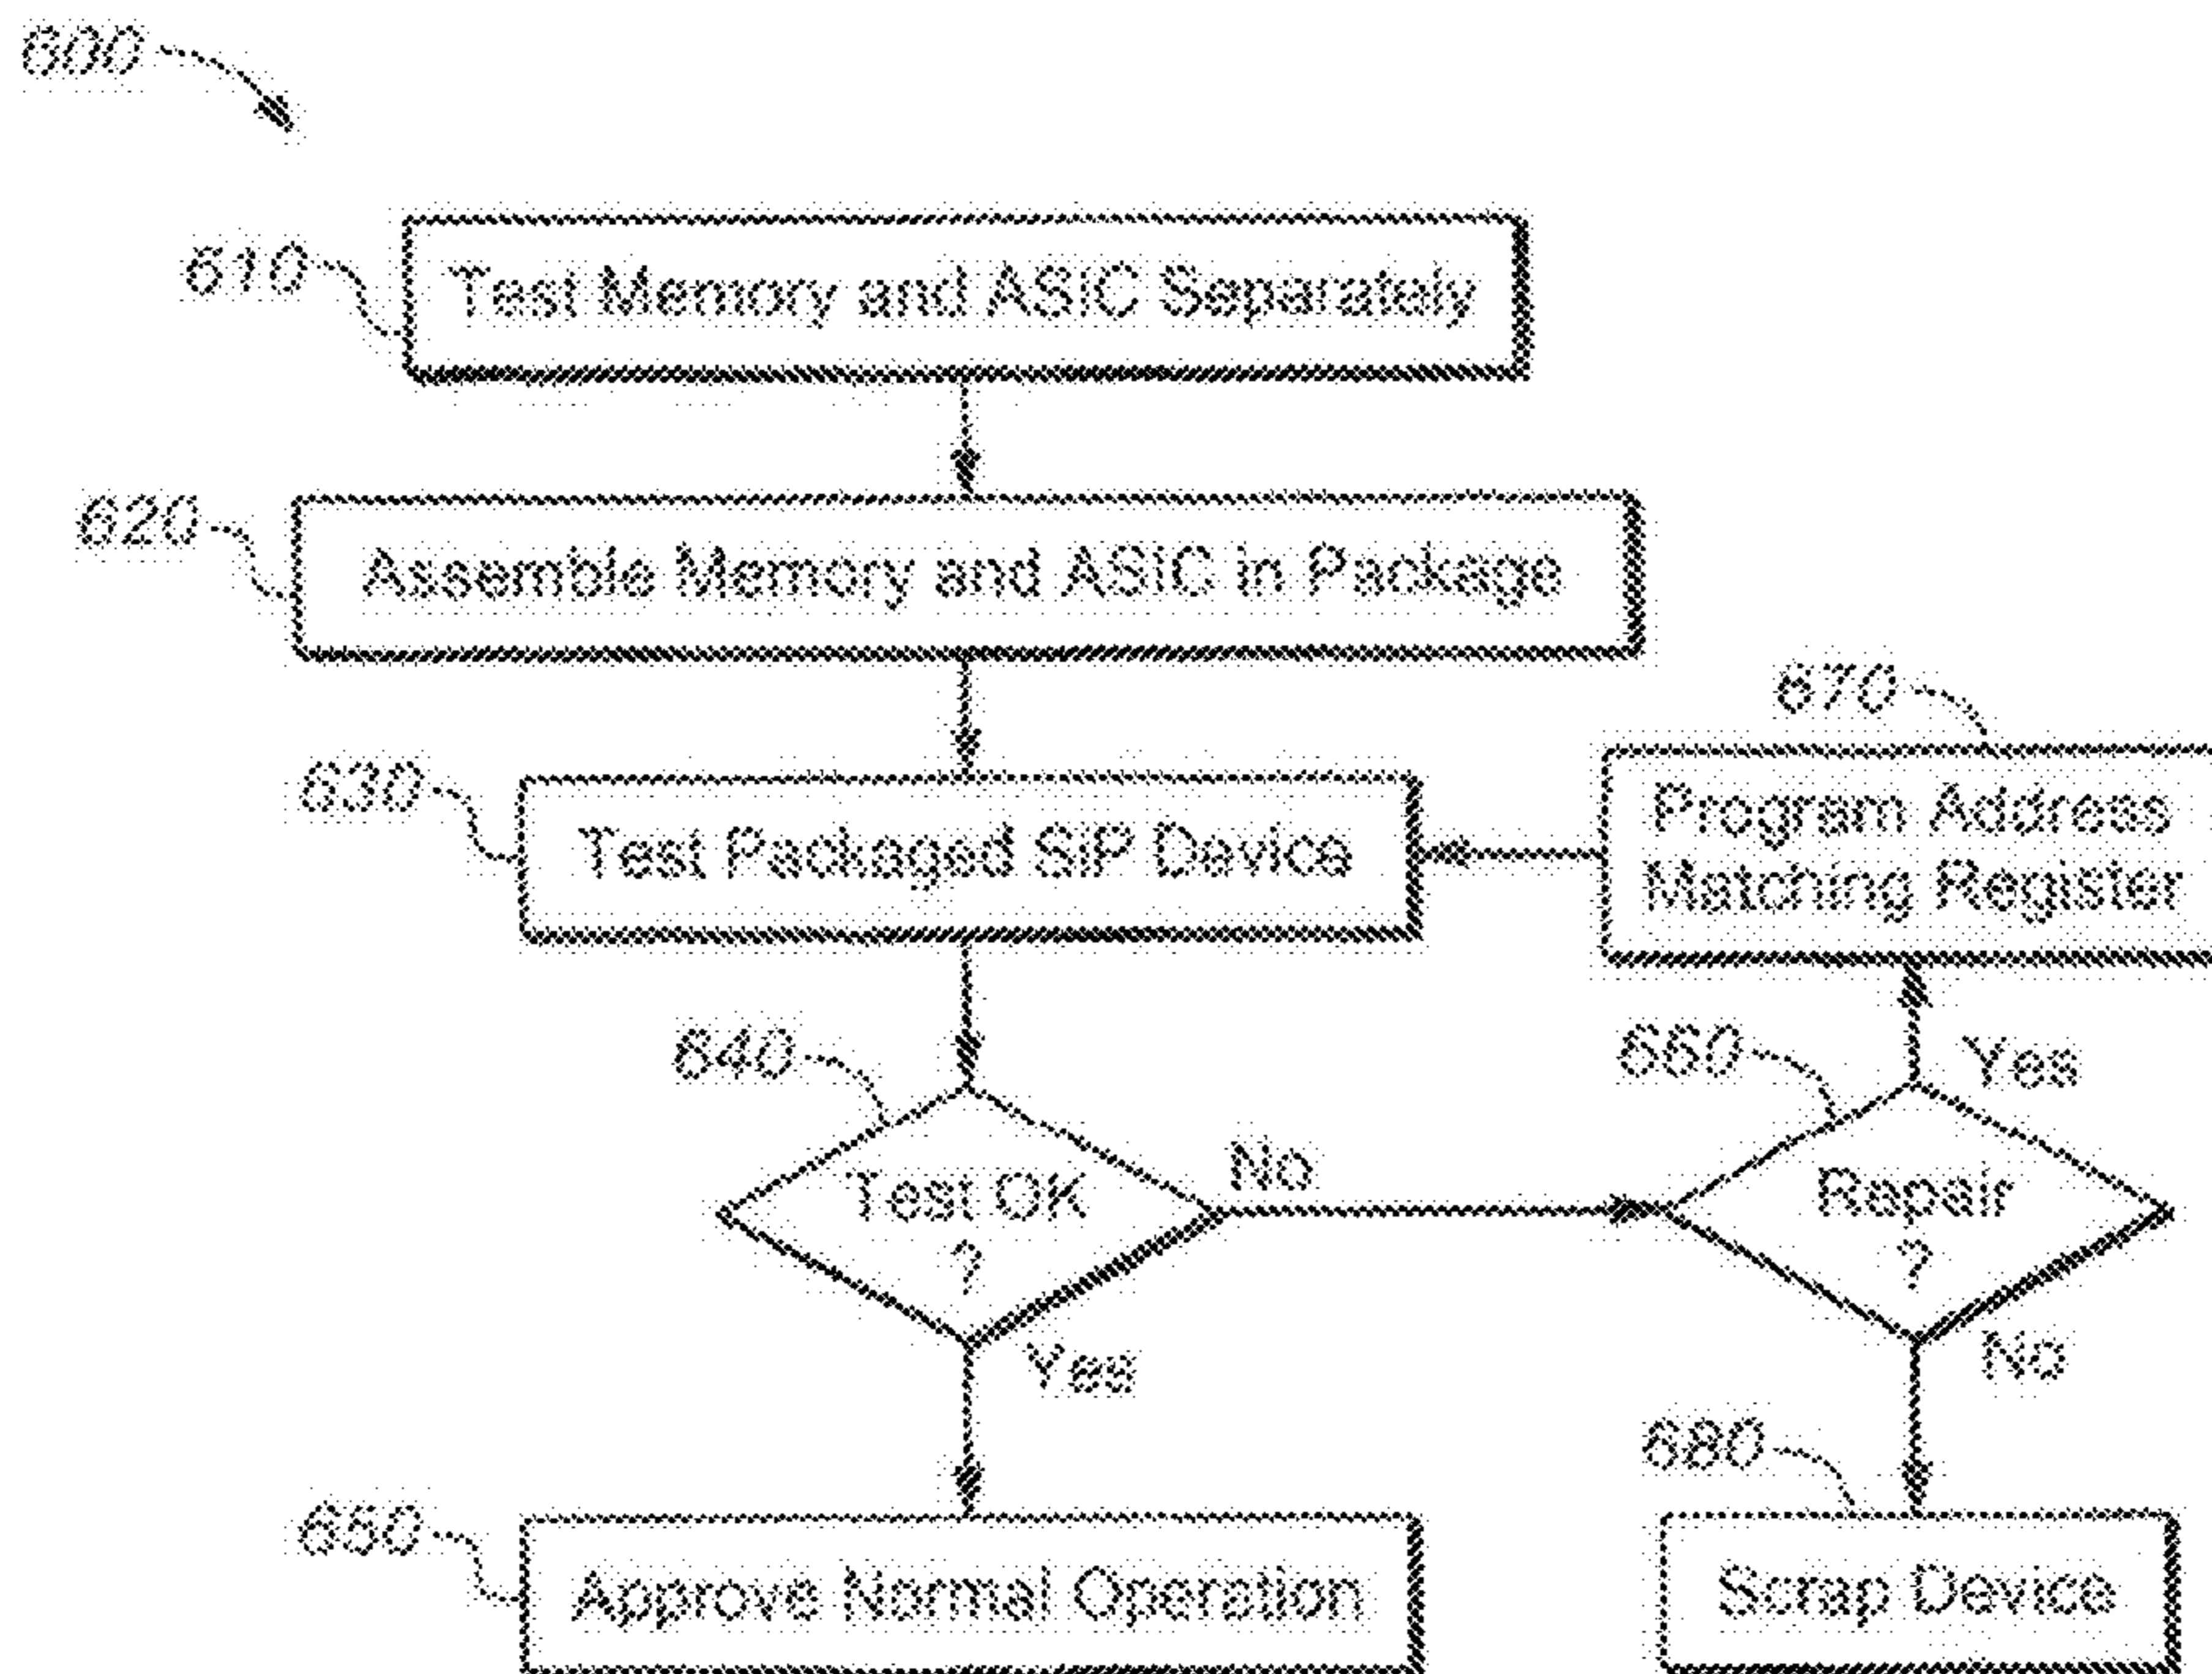 600
610
Test Memory and ASIC Separately
620
Assemble Memory and ASIC in Package
670
630
Test Packaged SiP Device
Program Address
Matching Register
640
660
Yes
Test OK
?
No
Repair
?
Yes
No
680
650
Approve Normal Operation
Scrap Device